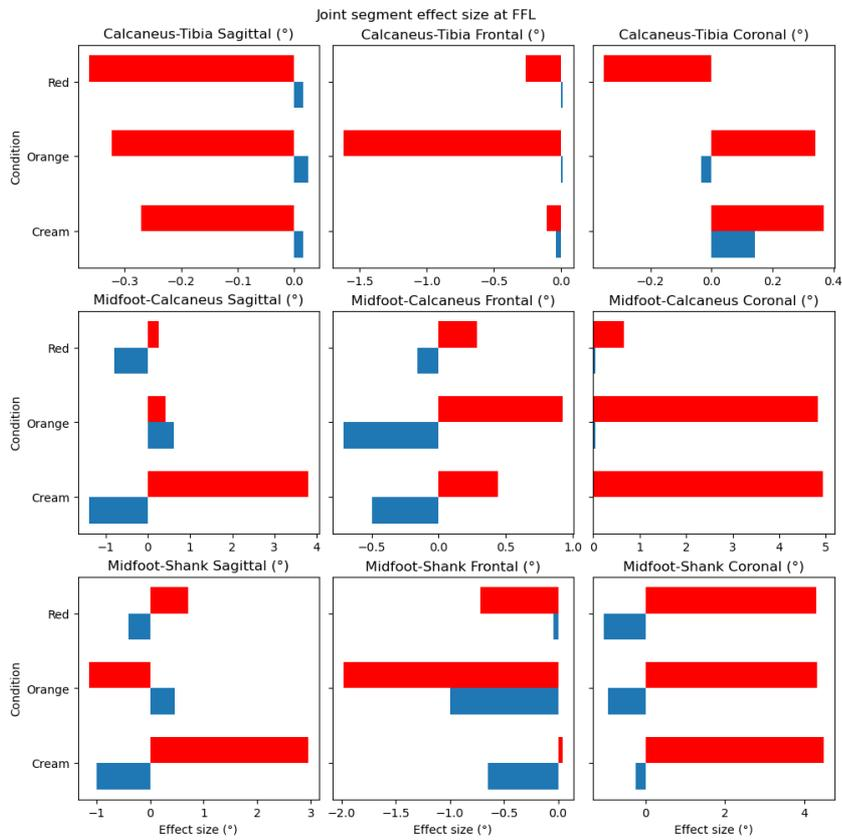 Joint segment effect size at FFL
Calcaneus-Tibia Sagittal (°)
Calcaneus-Tibia Frontal (°)
Calcaneus-Tibia Coronal (°)
Condition
Red
Orange
Cream
−0.3 −0.2 −0.1 0.0
−1.5 −1.0 −0.5 0.0
−0.2 0.0 0.2 0.4
Midfoot-Calcaneus Sagittal (°)
Midfoot-Calcaneus Frontal (°)
Midfoot-Calcaneus Coronal (°)
Condition
Red
Orange
Cream
−1 0 1 2 3 4
−0.5 0.0 0.5 1.0
0 1 2 3 4 5
Midfoot-Shank Sagittal (°)
Midfoot-Shank Frontal (°)
Midfoot-Shank Coronal (°)
Condition
Red
Orange
Cream
−1 0 1 2 3
−2.0 −1.5 −1.0 −0.5 0.0
0 2 4
Effect size (°)
Effect size (°)
Effect size (°)